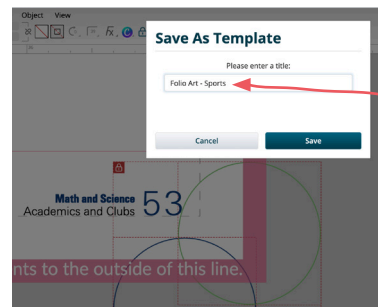 Object View
Save As Template
Please enter a title:
Folio Art - Sports
Cancel Save
Math and Science
Academics and Clubs 53
nts to the outside of this line.